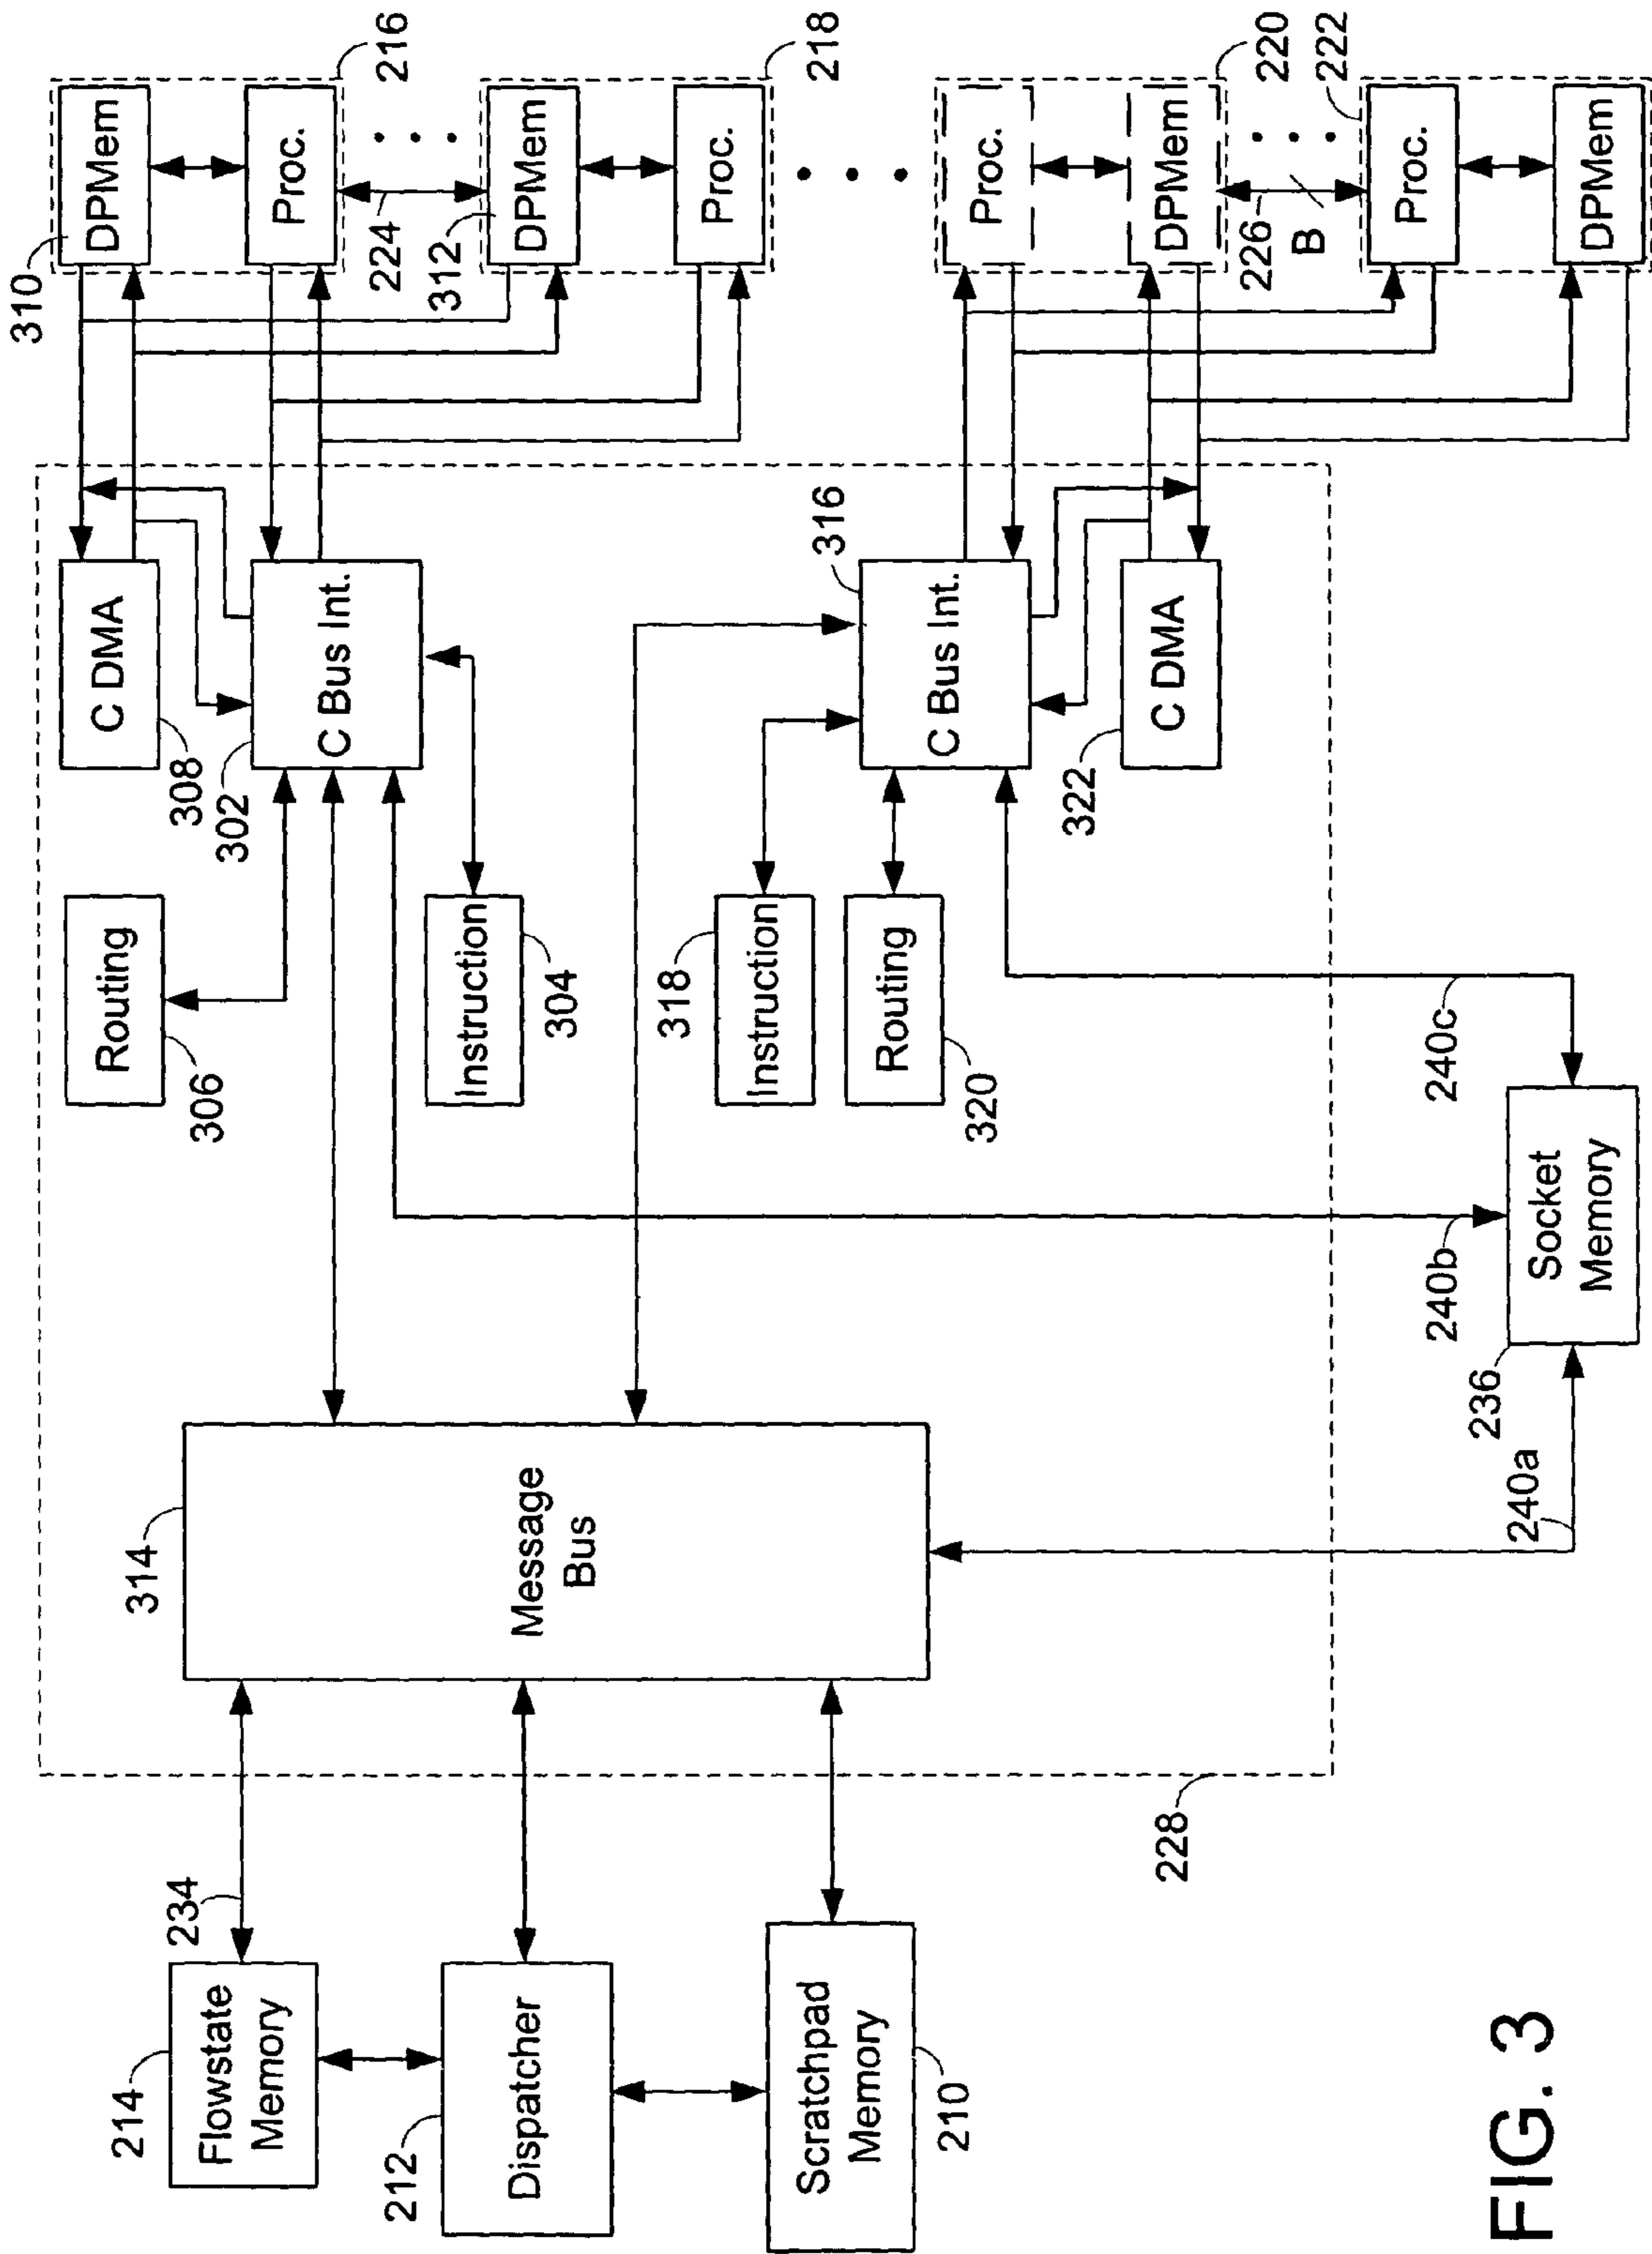 214
Flowstate
Memory
234
212
Dispatcher
Scratchpad
Memory
210
314
Message
Bus
228
Routing
306
C DMA
308
302
C Bus Int.
Instruction
304
318
Instruction
Routing
320
316
C Bus Int.
322
C DMA
240a
236
Socket
Memory
240b
240c
310
DPMem
Proc.
216
224
312
DPMem
Proc.
218
Proc.
DPMem
220
226
B
222
Proc.
DPMem
FIG. 3